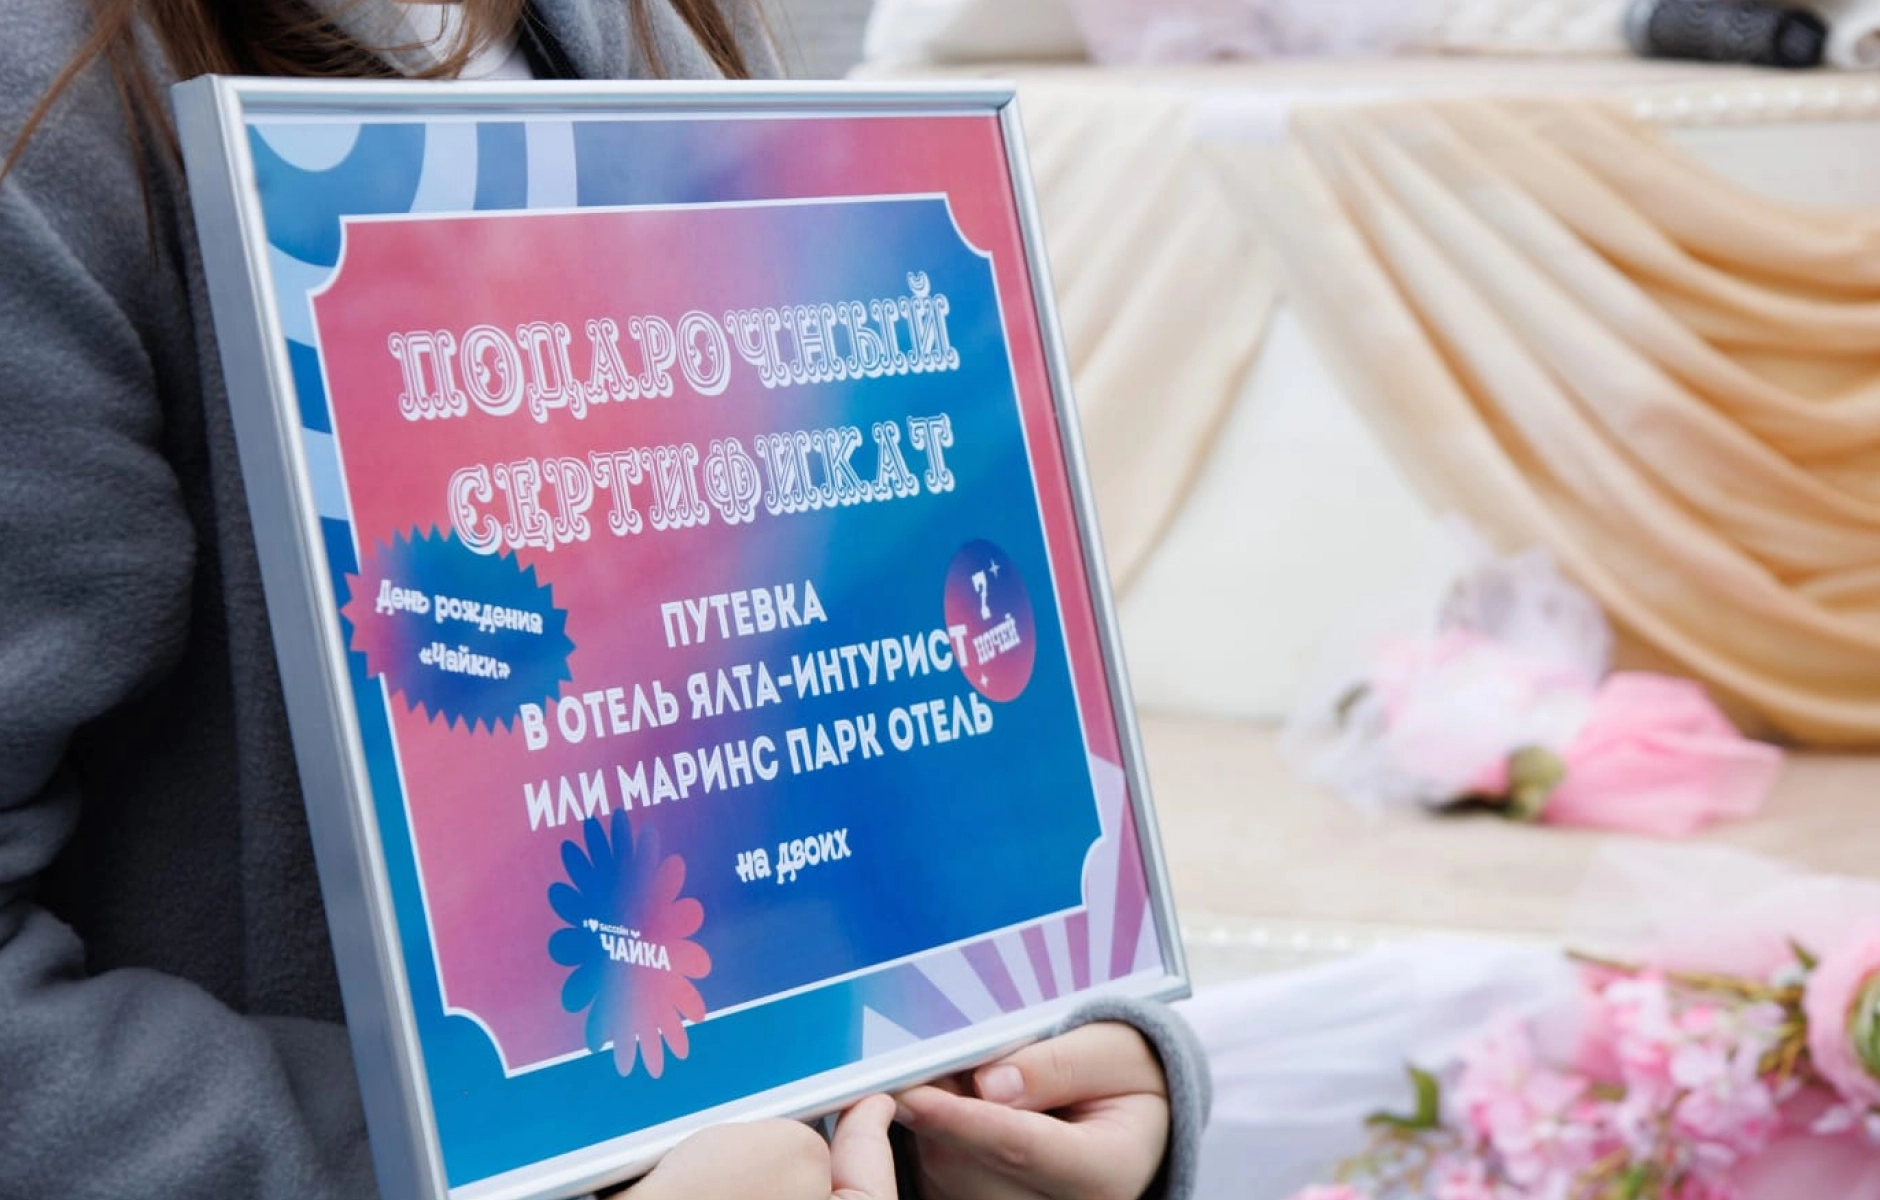 ПОДАРОЧНЫЙ
СЕРТИФИКАТ
День рождения
«Чайки»
7
НОЧЕЙ
ПУТЕВКА
В ОТЕЛЬ ЯЛТА-ИНТУРИСТ
ИЛИ МАРИНС ПАРК ОТЕЛЬ
на двоих
Я ♥ БАССЕЙН
ЧАЙКА